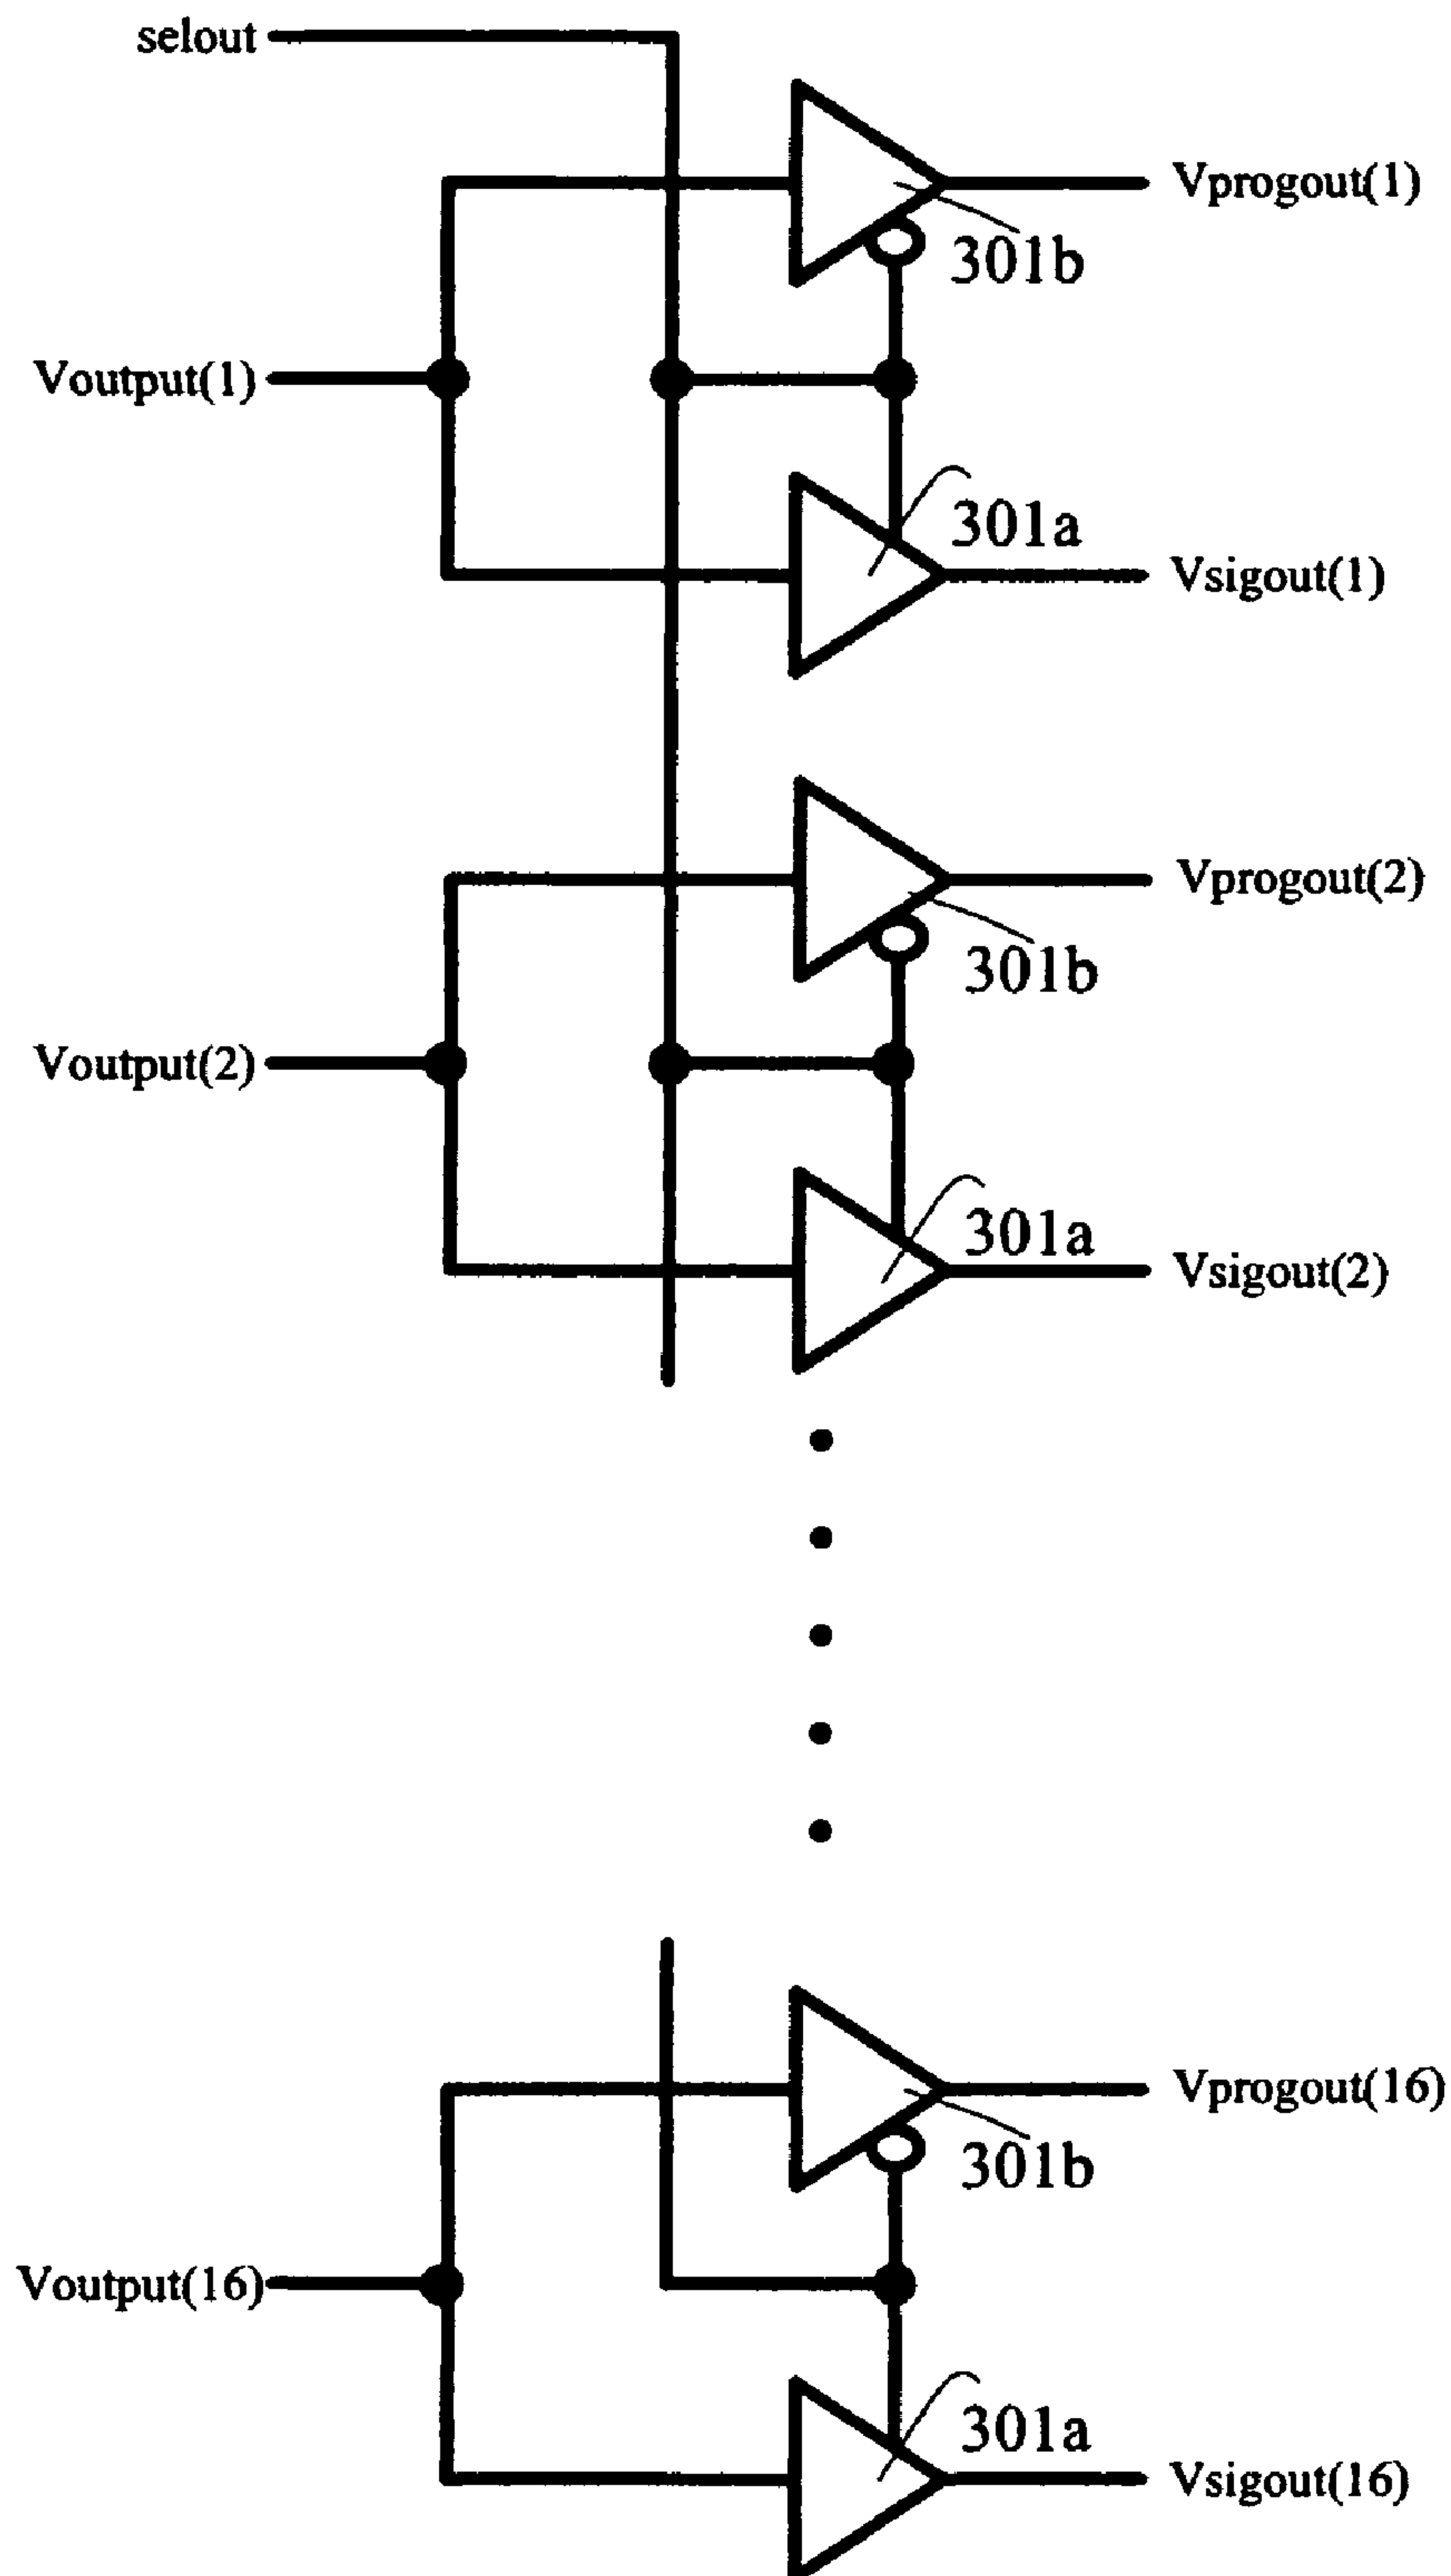 selout
Vprogout(1)
301b
Voutput(1)
301a
Vsigout(1)
Vprogout(2)
301b
Voutput(2)
301a
Vsigout(2)
Vprogout(16)
301b
Voutput(16)
301a
Vsigout(16)